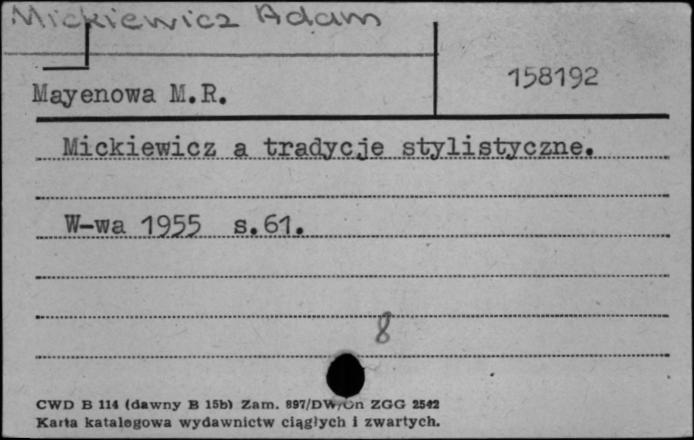 Mickiewicz Adam
158192
Mayenowa M.R.
Mickiewicz a tradycje stylistyczne.
W-wa 1955 s.61.
8
CWD B 114 (dawny B 15b) Zam. 897/DW/Gn ZGG 2542
Karta katalogowa wydawnictw ciągłych i zwartych.